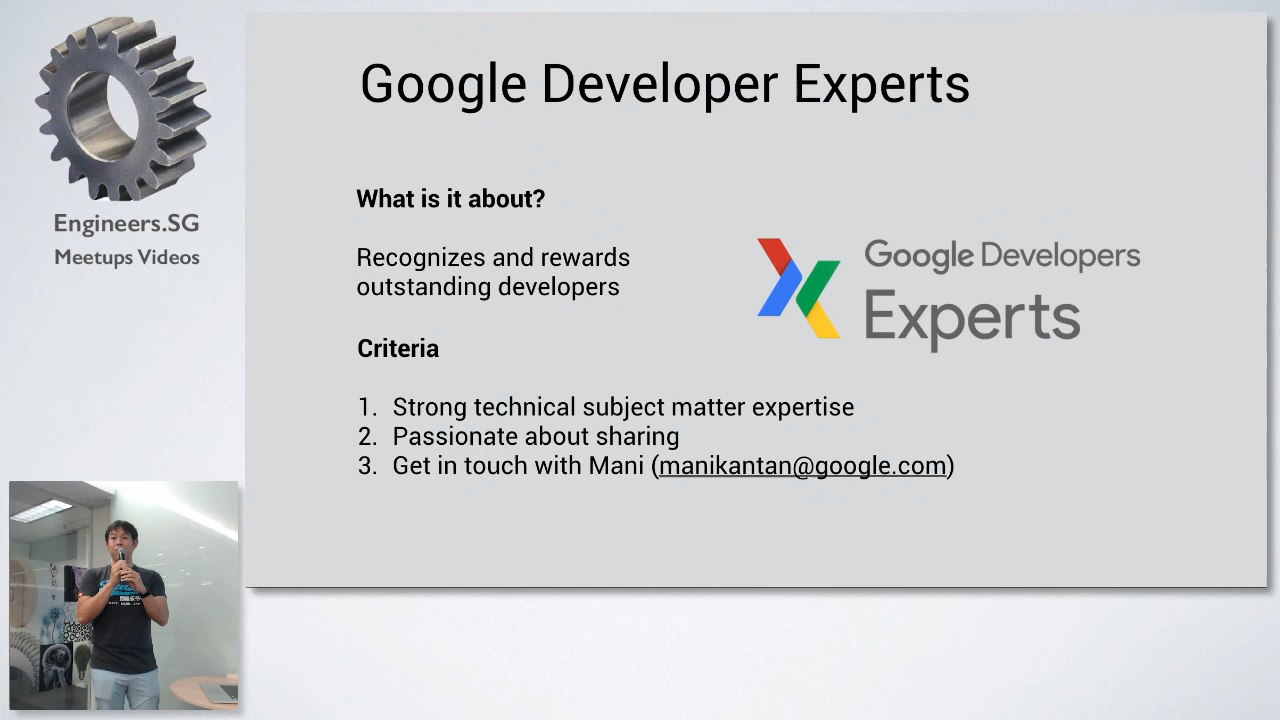 Engineers.SG
Meetups Videos
Google Developer Experts
What is it about?
Recognizes and rewards
outstanding developers
Google Developers
Experts
Criteria
1. Strong technical subject matter expertise
2. Passionate about sharing
3. Get in touch with Mani (manikantan@google.com)